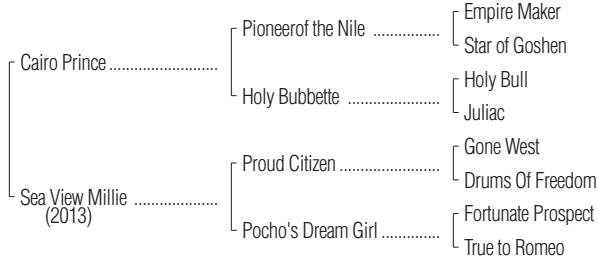 Empire Maker
Pioneerof the Nile ................
Star of Goshen
Cairo Prince ..........................
Holy Bull
Holy Bubbette ......................
Juliac
Gone West
Proud Citizen ........................
Drums Of Freedom
Sea View Millie ....................
(2013)
Fortunate Prospect
Pocho's Dream Girl ..............
True to Romeo